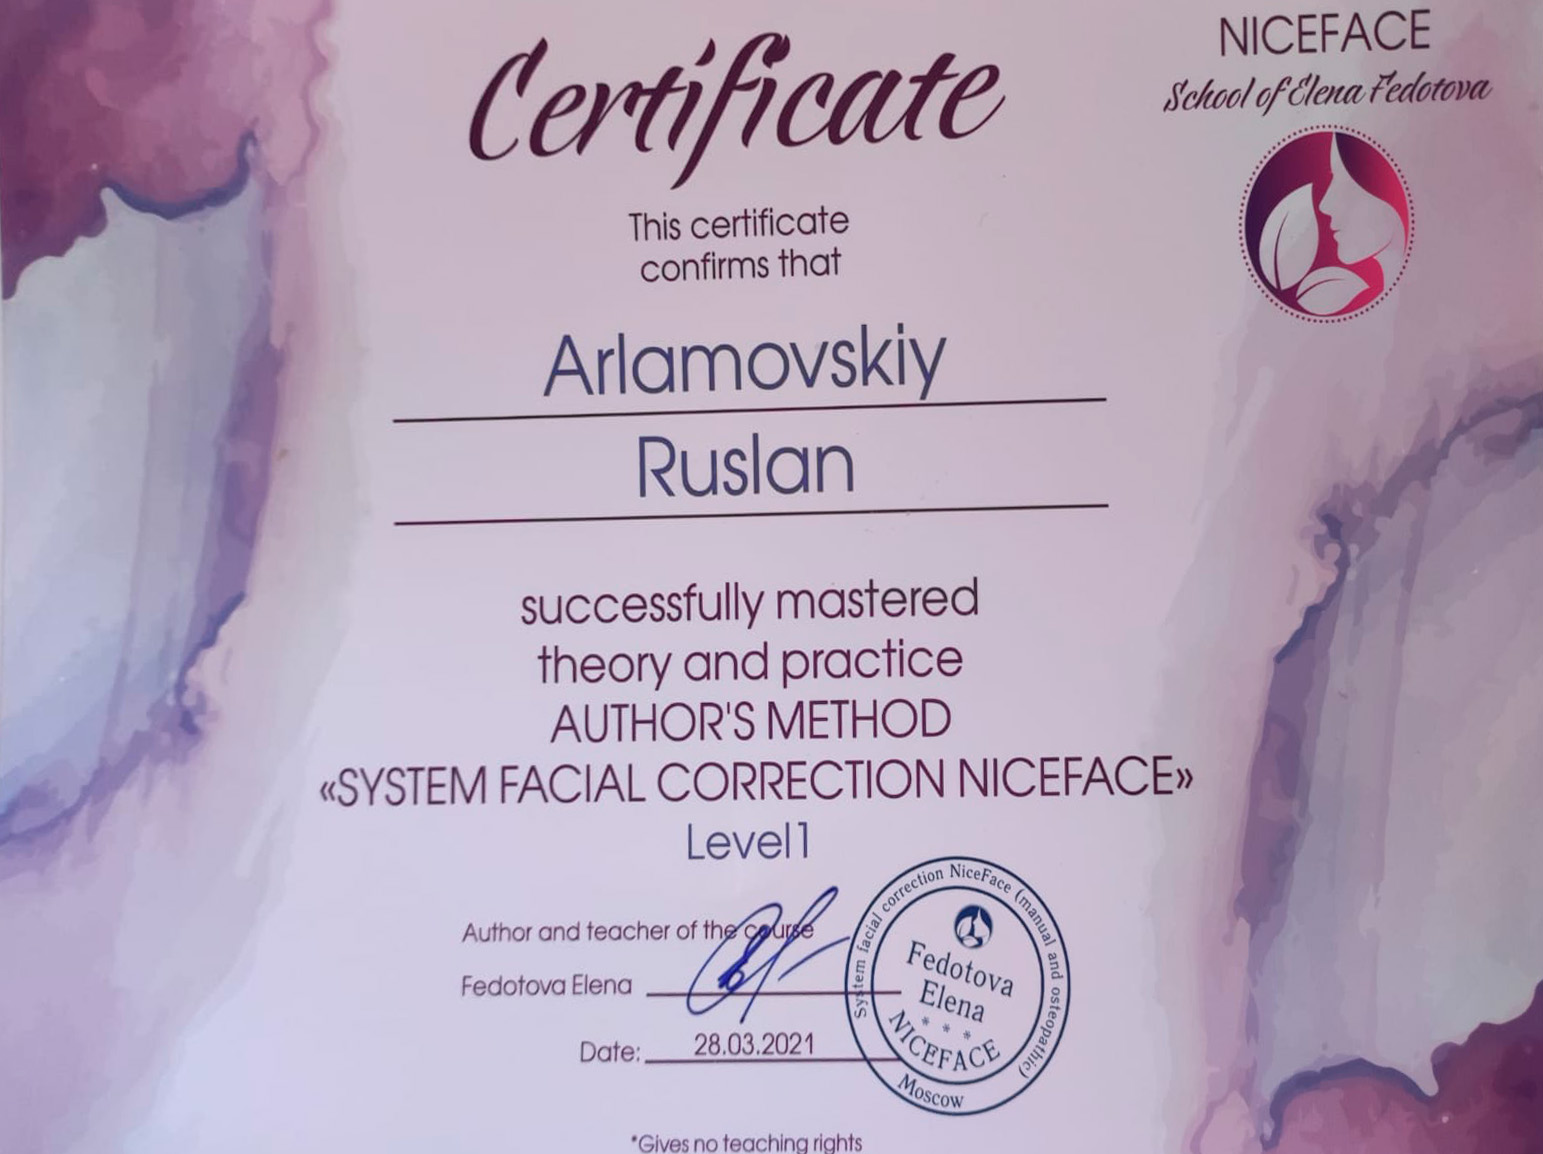 Certificate
NICEFACE
School of Elena Fedotova
This certificate
confirms that
Arlamovskiy
Ruslan
successfully mastered
theory and practice
AUTHOR'S METHOD
«SYSTEM FACIAL CORRECTION NICEFACE»
Level 1
Author and teacher of the course
Fedotova Elena
Date: 28.03.2021
System facial correction NiceFace (manual and osteopathic)
Fedotova
Elena
* * *
NICEFACE
Moscow
*Gives no teaching rights